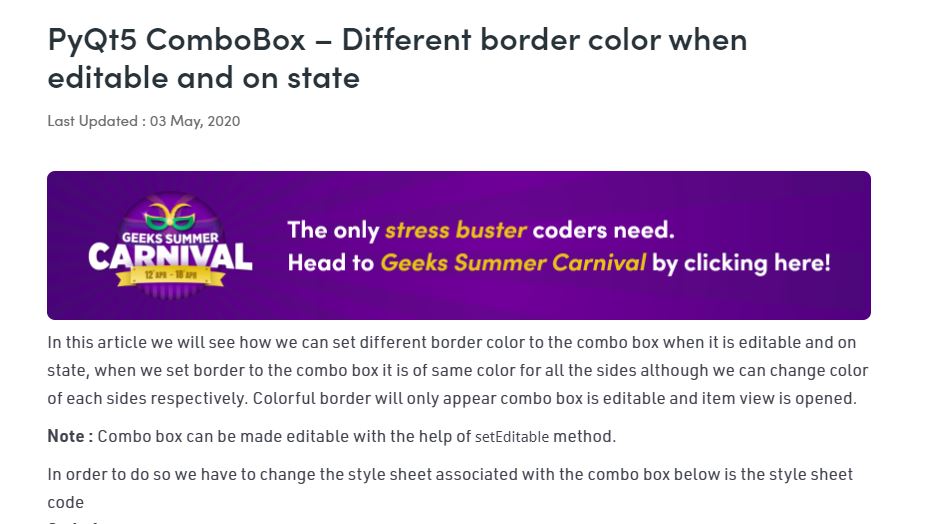 PyQt5 ComboBox – Different border color when
editable and on state
Last Updated : 03 May, 2020
GEEKS SUMMER
CARNIVAL
12 APR - 18 APR
The only stress buster coders need.
Head to Geeks Summer Carnival by clicking here!
In this article we will see how we can set different border color to the combo box when it is editable and on
state, when we set border to the combo box it is of same color for all the sides although we can change color
of each sides respectively. Colorful border will only appear combo box is editable and item view is opened.
Note : Combo box can be made editable with the help of setEditable method.
In order to do so we have to change the style sheet associated with the combo box below is the style sheet
code